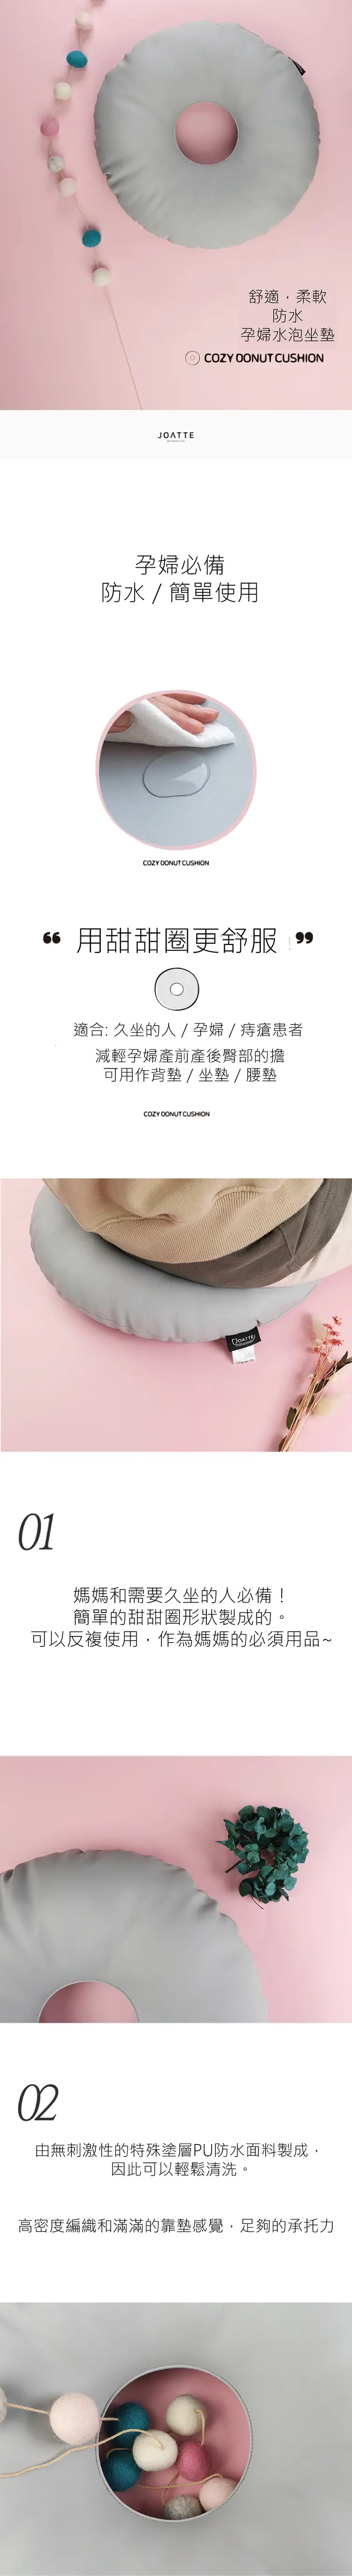 舒適，柔軟
防水
孕婦水泡坐墊
COZY DONUT CUSHION
JOATTE
孕婦必備
防水 / 簡單使用
COZY DONUT CUSHION
“ 用甜甜圈更舒服 ! ”
適合: 久坐的人 / 孕婦 / 痔瘡患者
減輕孕婦產前產後臀部的擔
可用作背墊 / 坐墊 / 腰墊
COZY DONUT CUSHION
JOATTE
01
媽媽和需要久坐的人必備！
簡單的甜甜圈形狀製成的。
可以反複使用，作為媽媽的必須用品~
02
由無刺激性的特殊塗層PU防水面料製成，
因此可以輕鬆清洗。
高密度編織和滿滿的靠墊感覺，足夠的承托力